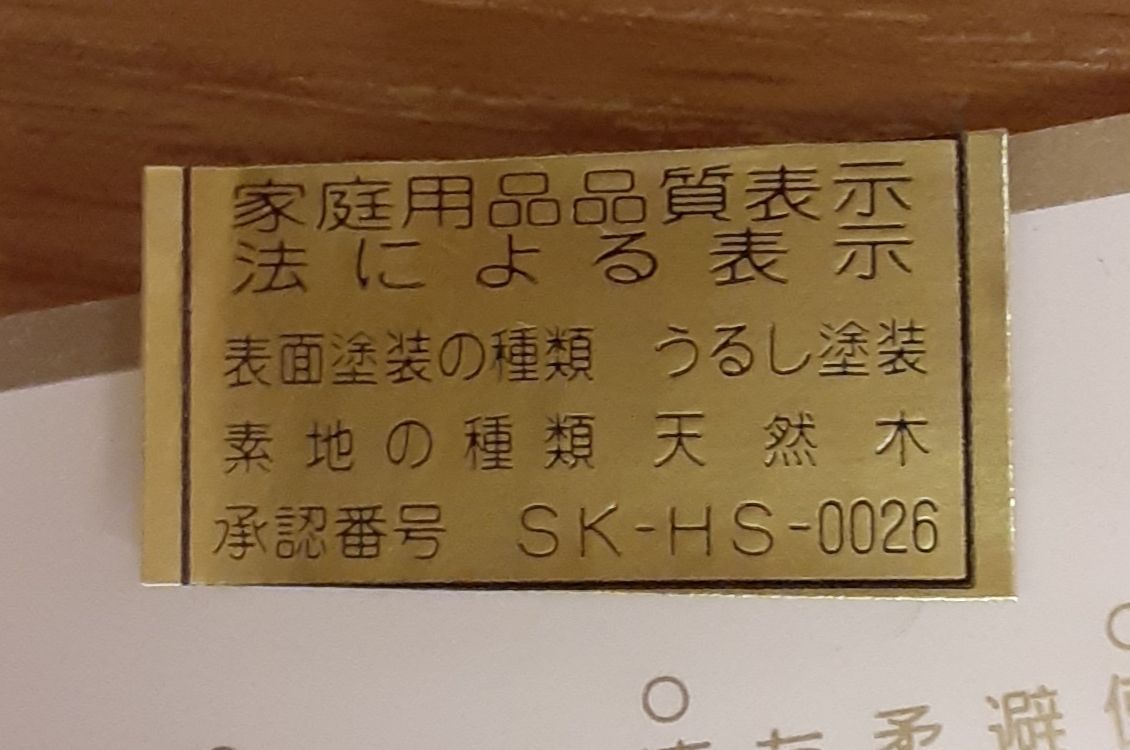 家庭用品品質表示
法による表示
表面塗装の種類 うるし塗装
素地の種類 天然木
承認番号 SK-HS-0026
柔 避